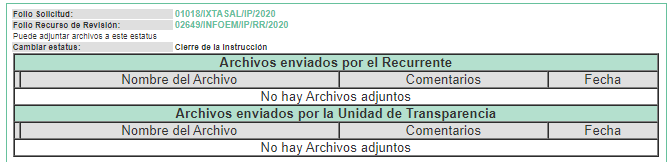 Folio Solicitud: 01018/IXTASAL/IP/2020
Folio Recurso de Revisión: 02649/INFOEM/IP/RR/2020
Puede adjuntar archivos a este estatus
Cambiar estatus: Cierre de la Instrucción
Archivos enviados por el Recurrente
Nombre del Archivo Comentarios Fecha
No hay Archivos adjuntos
Archivos enviados por la Unidad de Transparencia
Nombre del Archivo Comentarios Fecha
No hay Archivos adjuntos